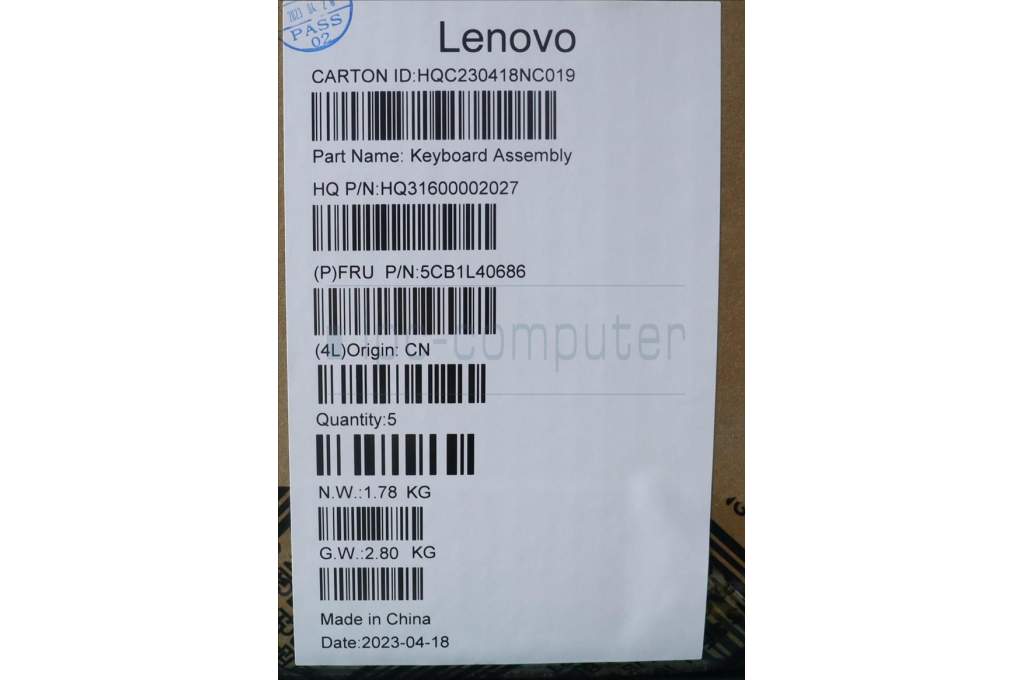 PASS
02
Lenovo
CARTON ID:HQC230418NC019
Part Name: Keyboard Assembly
HQ P/N:HQ31600002027
(P)FRU P/N:5CB1L40686
-computer
(4L)Origin: CN
Quantity:5
N.W.:1.78 KG
G.W.:2.80 KG
Made in China
Date:2023-04-18